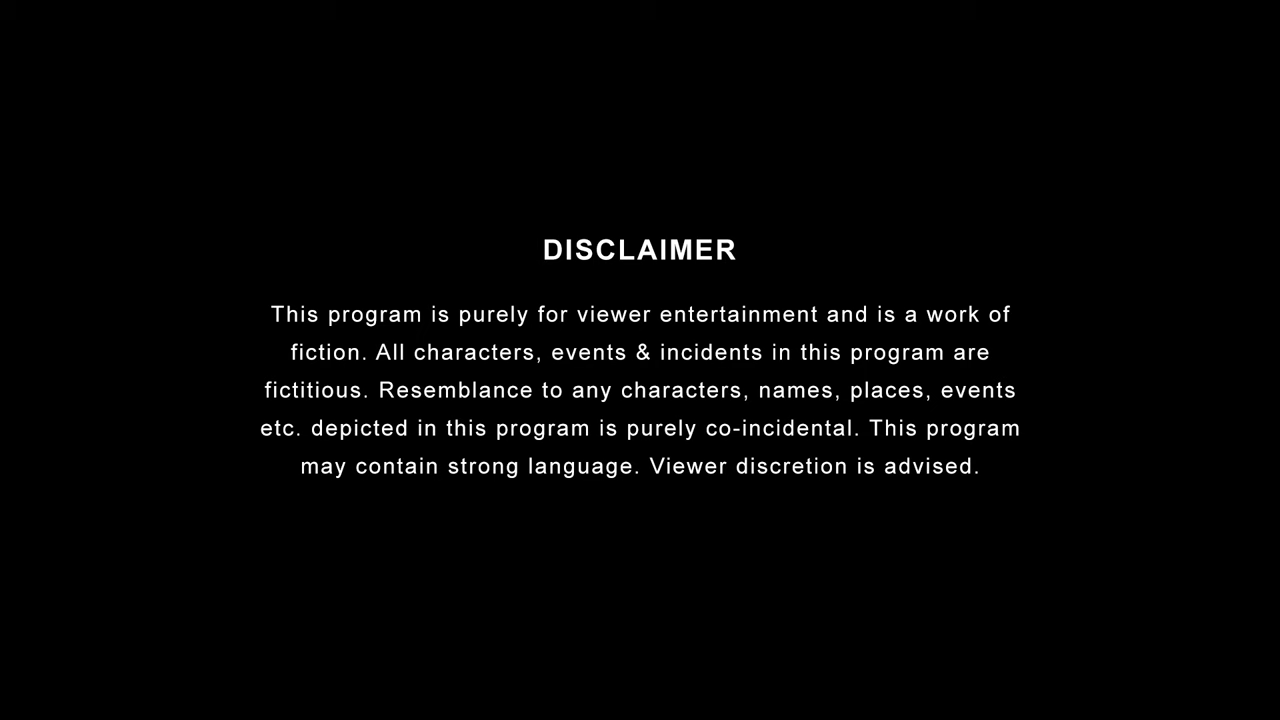 DISCLAIMER
This program is purely for viewer entertainment and is a work of
fiction. All characters, events & incidents in this program are
fictitious. Resemblance to any characters, names, places, events
etc. depicted in this program is purely co-incidental. This program
may contain strong language. Viewer discretion is advised.